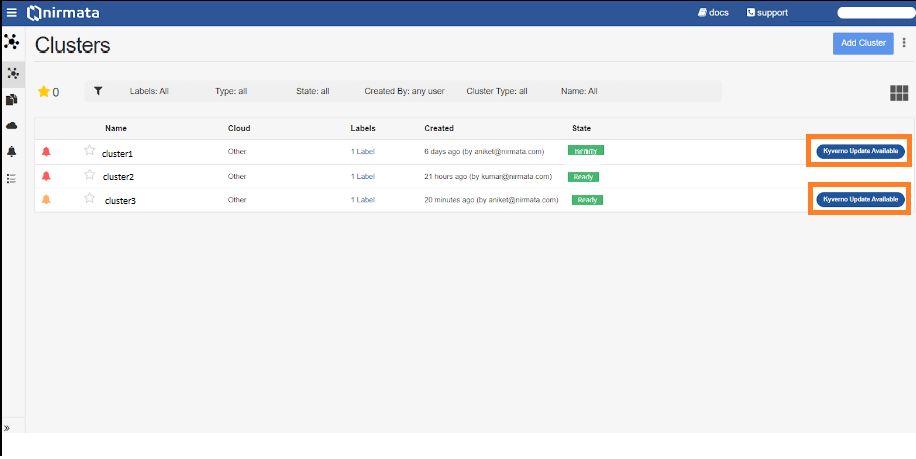 nirmata
docs
support
Clusters
Add Cluster
0
Labels: All
Type: all
State: all
Created By: any user
Cluster Type: all
Name: All
Name Cloud Labels Created State
cluster1 Other 1 Label 6 days ago (by aniket@nirmata.com) Kyverno Update Available
cluster2 Other 1 Label 21 hours ago (by kumar@nirmata.com) Ready
cluster3 Other 1 Label 20 minutes ago (by aniket@nirmata.com) Ready Kyverno Update Available